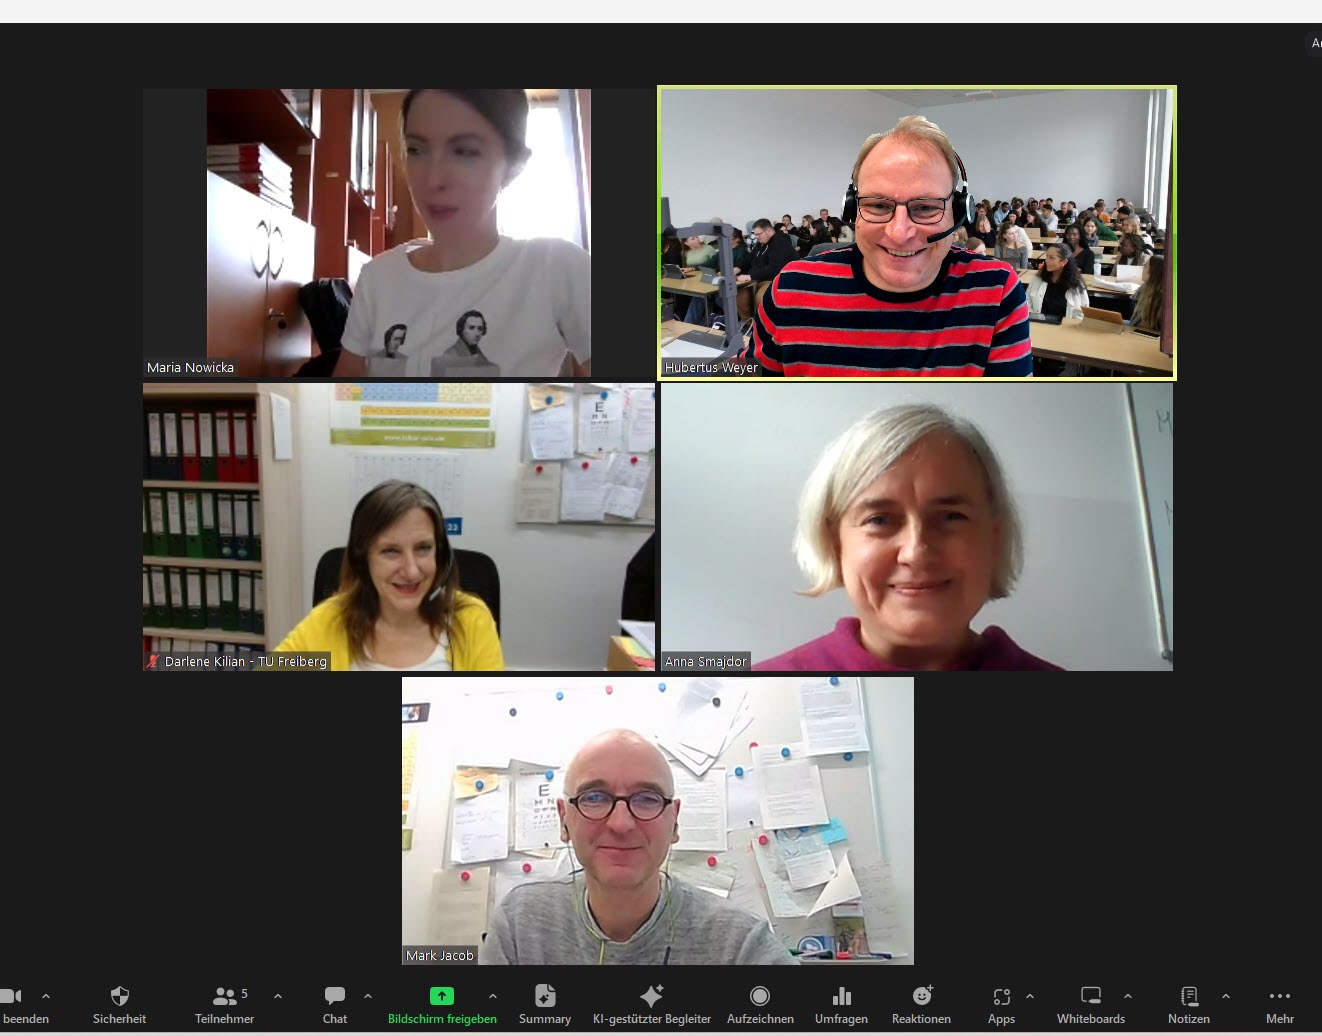 Maria Nowicka
Hubertus Weyer
Darlene Kilian - TU Freiberg
Anna Smajdor
E
H N
33
E
H N
Mark Jacob
beenden
Sicherheit
5
Teilnehmer
Chat
Bildschirm freigeben
Summary
KI-gestützter Begleiter
Aufzeichnen
Umfragen
Reaktionen
Apps
Whiteboards
Notizen
Mehr